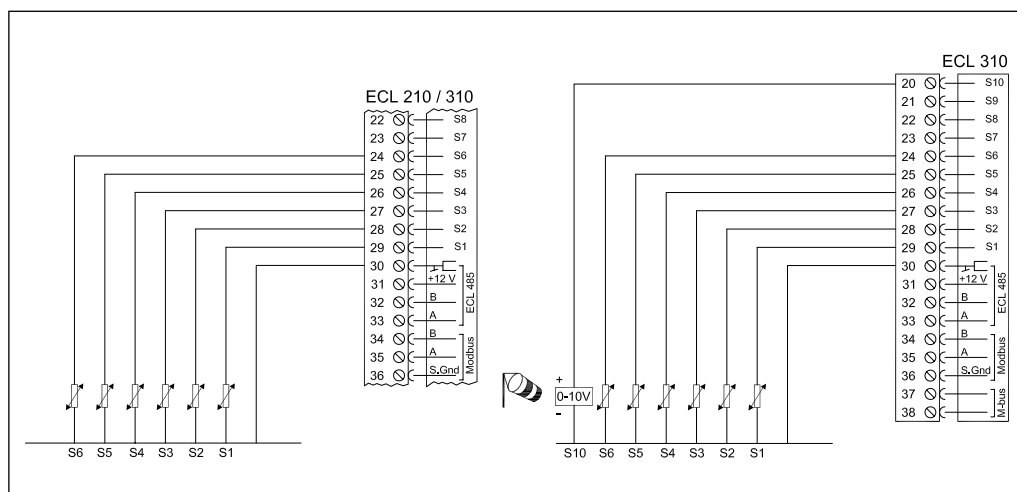 ECL 210 / 310
22 S8
23 S7
24 S6
25 S5
26 S4
27 S3
28 S2
29 S1
30
31 +12 V
32 B
33 A
ECL 485
34 B
35 A
36 S.Gnd
Modbus
S6 S5 S4 S3 S2 S1
ECL 310
20 S10
21 S9
22 S8
23 S7
24 S6
25 S5
26 S4
27 S3
28 S2
29 S1
30
31 +12 V
32 B
33 A
ECL 485
34 B
35 A
36 S.Gnd
Modbus
37
38
M-bus
+
0-10V
-
S10 S6 S5 S4 S3 S2 S1